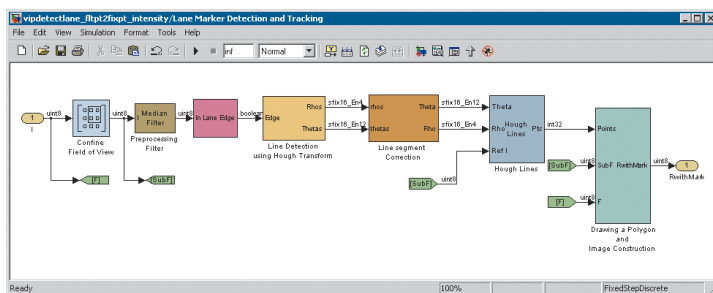 vipdetectlane_fltpt2fixpt_intensity/Lane Marker Detection and Tracking
File Edit View Simulation Format Tools Help
inf Normal
1
I
uint8
Confine
Field of View
uint8
I Median
Filter
Preprocessing
Filter
uint8
In Lane Edge
boolean
Edge
Rhos
Thetas
Line Detection
using Hough Transform
sfix16_En4
sfix16_En12
rhos
thetas
Theta
Rho
Line segment
Correction
sfix16_En12
sfix16_En4
Theta
Rho
Ref I
Hough
Lines
Pts
Hough Lines
int32
[F]
[SubF]
[SubF]
uint8
[SubF]
uint8
[F]
uint8
Points
SubF RwithMark
F
Drawing a Polygon
and
Image Construction
uint8
1
RwithMark
Ready 100% FixedStepDiscrete